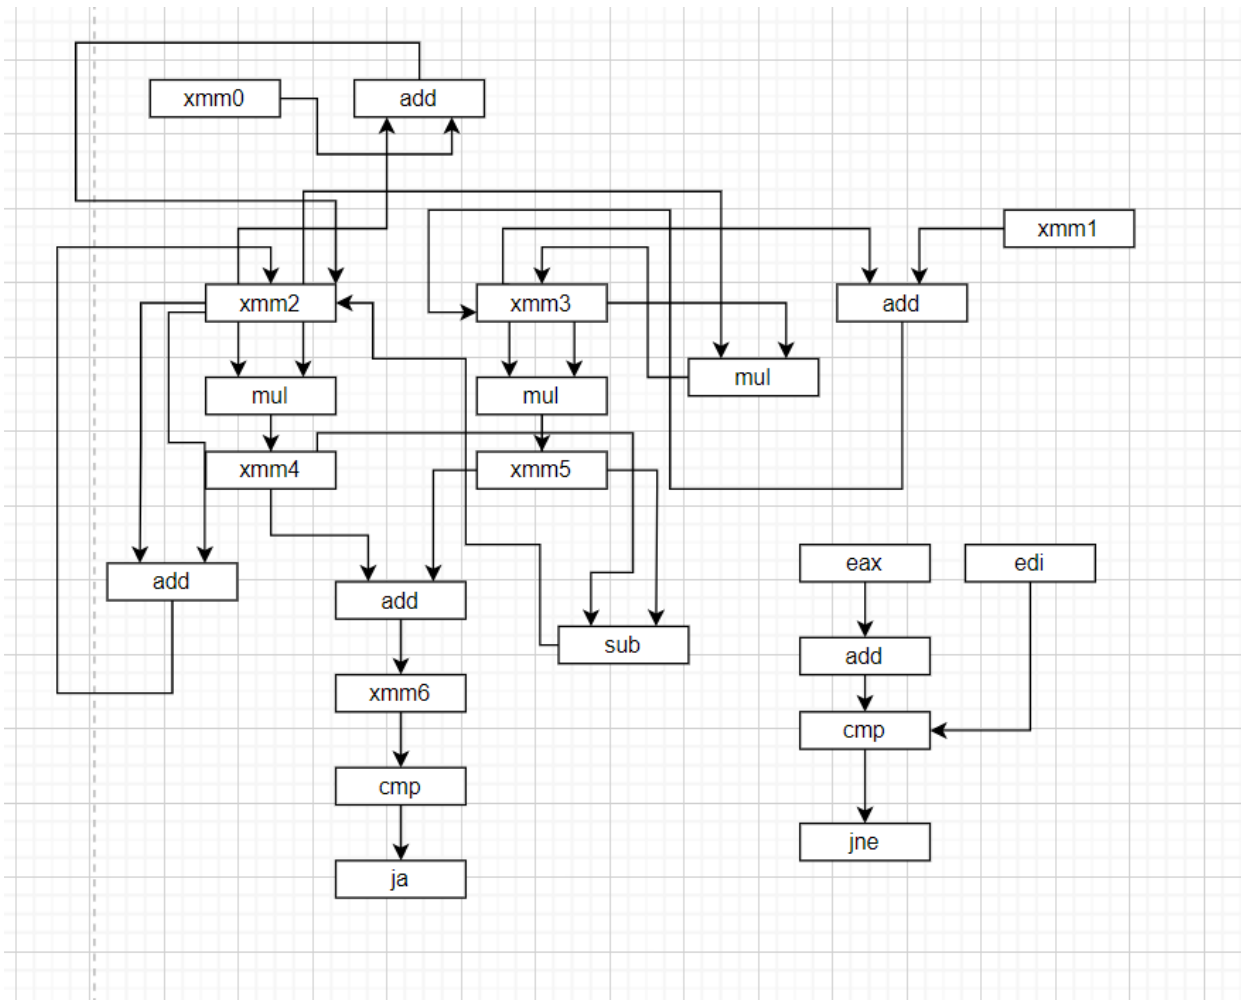 xmm0
add
xmm1
xmm2
xmm3
add
mul
mul
mul
xmm4
xmm5
eax
edi
add
add
sub
add
xmm6
cmp
cmp
jne
ja